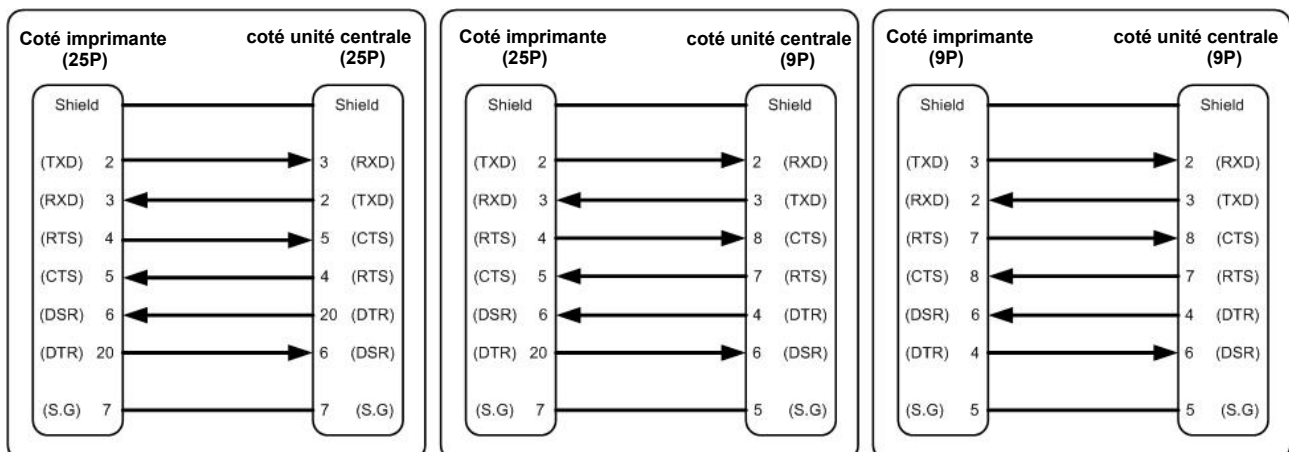 Coté imprimante
(25P)
coté unité centrale
(25P)
Shield Shield
(TXD) 2 3 (RXD)
(RXD) 3 2 (TXD)
(RTS) 4 5 (CTS)
(CTS) 5 4 (RTS)
(DSR) 6 20 (DTR)
(DTR) 20 6 (DSR)
(S.G) 7 7 (S.G)
Coté imprimante
(25P)
coté unité centrale
(9P)
Shield Shield
(TXD) 2 2 (RXD)
(RXD) 3 3 (TXD)
(RTS) 4 8 (CTS)
(CTS) 5 7 (RTS)
(DSR) 6 4 (DTR)
(DTR) 20 6 (DSR)
(S.G) 7 5 (S.G)
Coté imprimante
(9P)
coté unité centrale
(9P)
Shield Shield
(TXD) 3 2 (RXD)
(RXD) 2 3 (TXD)
(RTS) 7 8 (CTS)
(CTS) 8 7 (RTS)
(DSR) 6 4 (DTR)
(DTR) 4 6 (DSR)
(S.G) 5 5 (S.G)